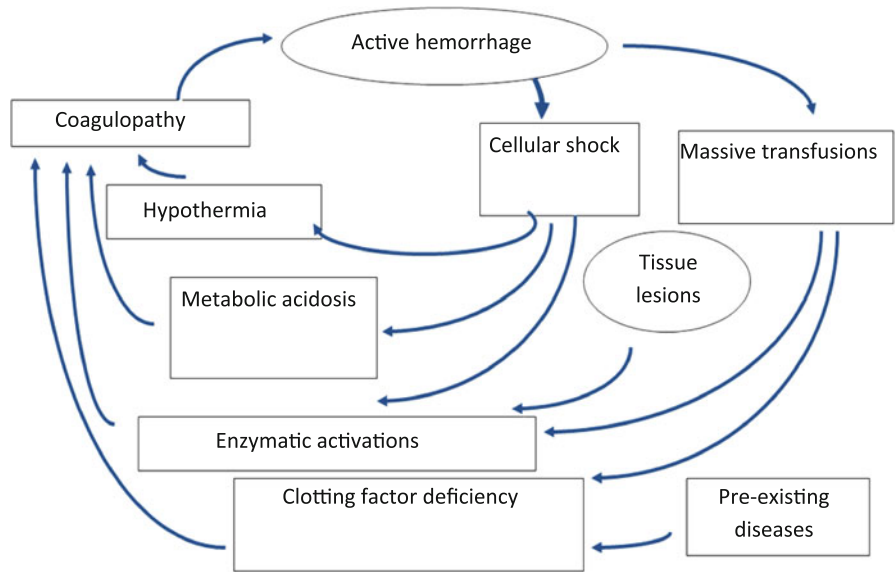 Active hemorrhage
Coagulopathy
Cellular shock
Massive transfusions
Hypothermia
Tissue
lesions
Metabolic acidosis
Enzymatic activations
Clotting factor deficiency
Pre-existing
diseases